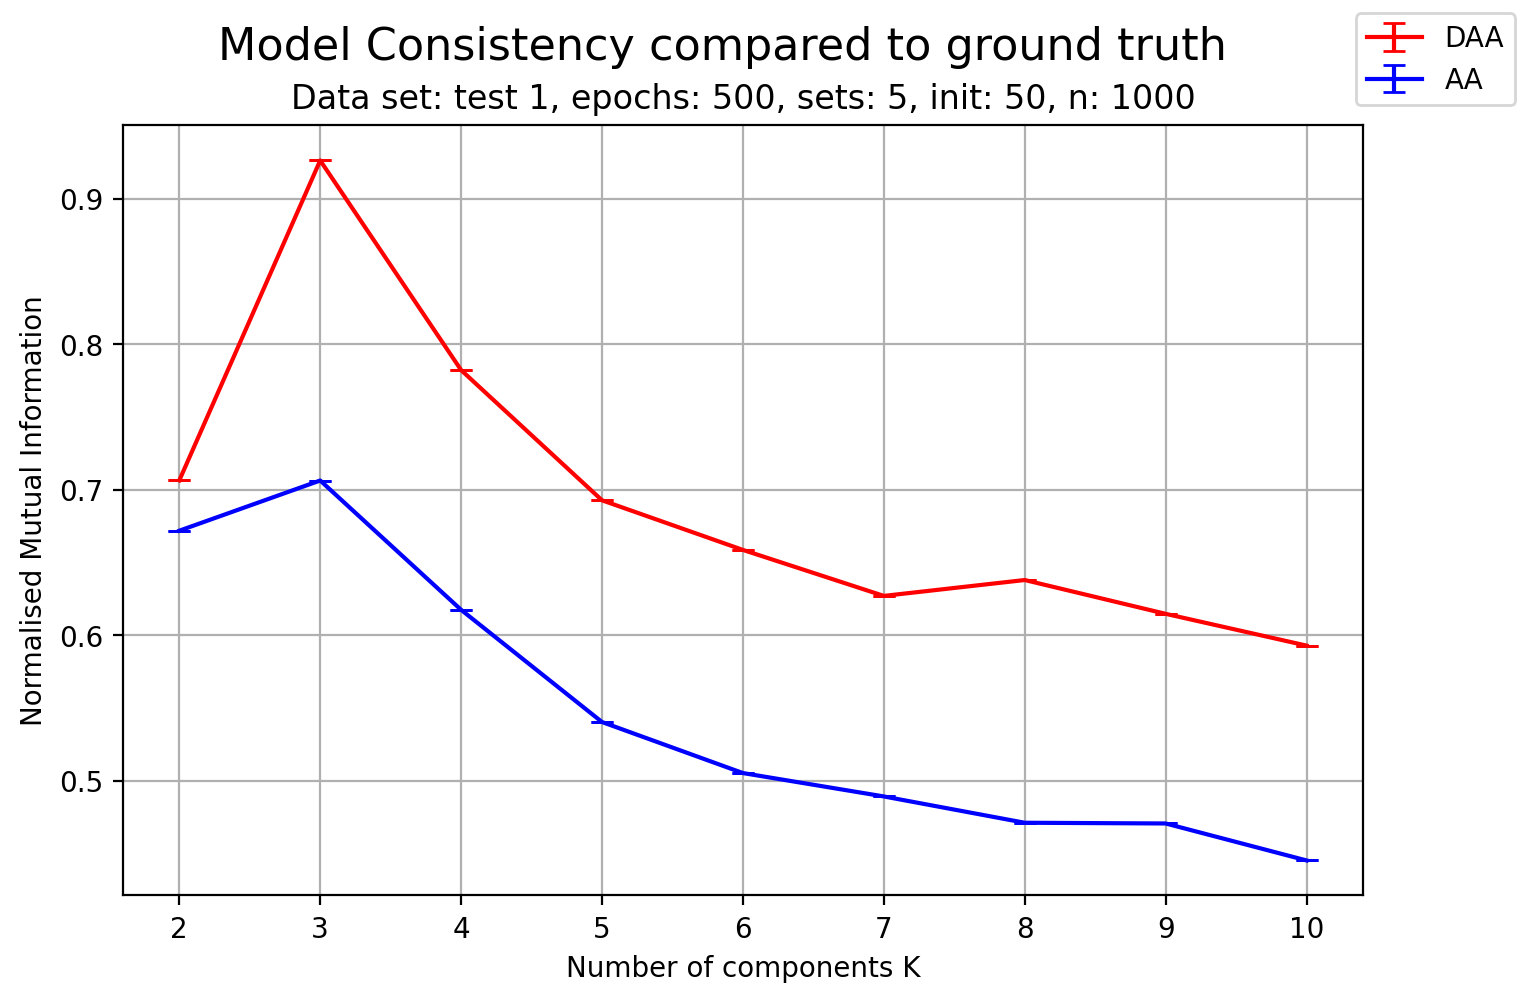 Model Consistency compared to ground truth
Data set: test 1, epochs: 500, sets: 5, init: 50, n: 1000
DAA
AA
Normalised Mutual Information
0.9
0.8
0.7
0.6
0.5
2 3 4 5 6 7 8 9 10
Number of components K